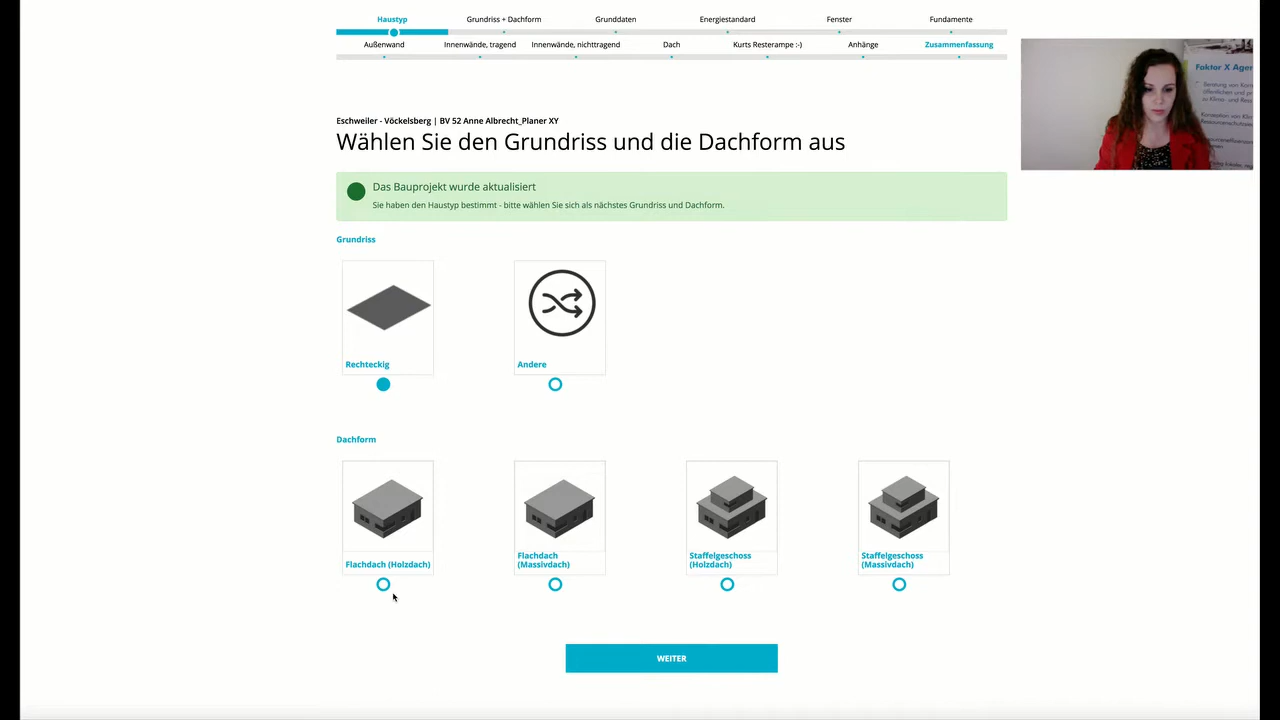 Haustyp
Grundriss + Dachform
Grunddaten
Energiestandard
Fenster
Fundamente
Außenwand
Innenwände, tragend
Innenwände, nichttragend
Dach
Kurts Resterampe :-)
Anhänge
Zusammenfassung
Faktor X Agen
Eschweiler - Vöckelsberg | BV 52 Anne Albrecht_Planer XY
Wählen Sie den Grundriss und die Dachform aus
Das Bauprojekt wurde aktualisiert
Sie haben den Haustyp bestimmt - bitte wählen Sie sich als nächstes Grundriss und Dachform.
Grundriss
Rechteckig
Andere
Dachform
Flachdach (Holzdach)
Flachdach
(Massivdach)
Staffelgeschoss
(Holzdach)
Staffelgeschoss
(Massivdach)
WEITER